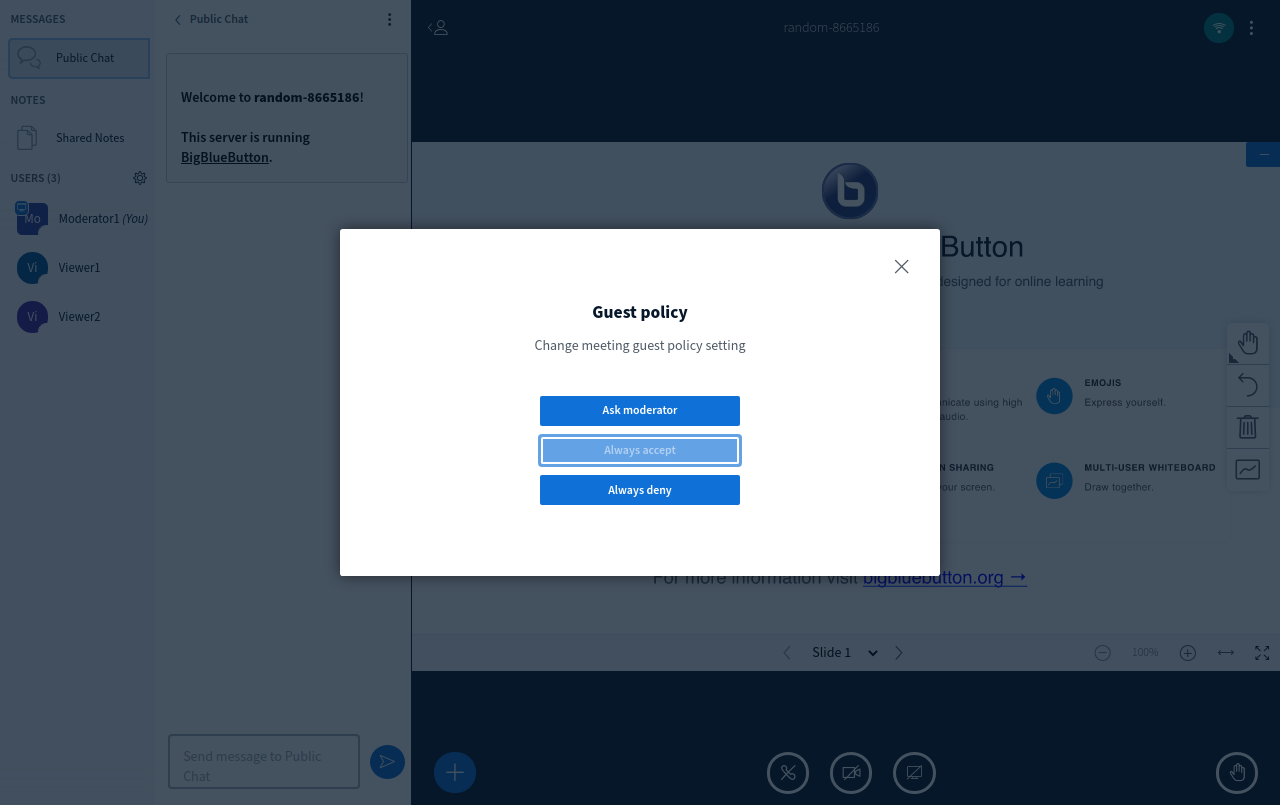 MESSAGES
Public Chat
NOTES
Shared Notes
USERS (3)
Mo
Moderator1 (You)
Vi
Viewer1
Vi
Viewer2
Public Chat
Welcome to random-8665186!
This server is running
BigBlueButton.
Send message to Public
Chat
random-8665186
Button
designed for online learning
EMOJIS
Express yourself.
nicate using high
audio.
N SHARING
our screen.
MULTI-USER WHITEBOARD
Draw together.
For more information visit bigbluebutton.org →
Slide 1
100%
Guest policy
Change meeting guest policy setting
Ask moderator
Always accept
Always deny